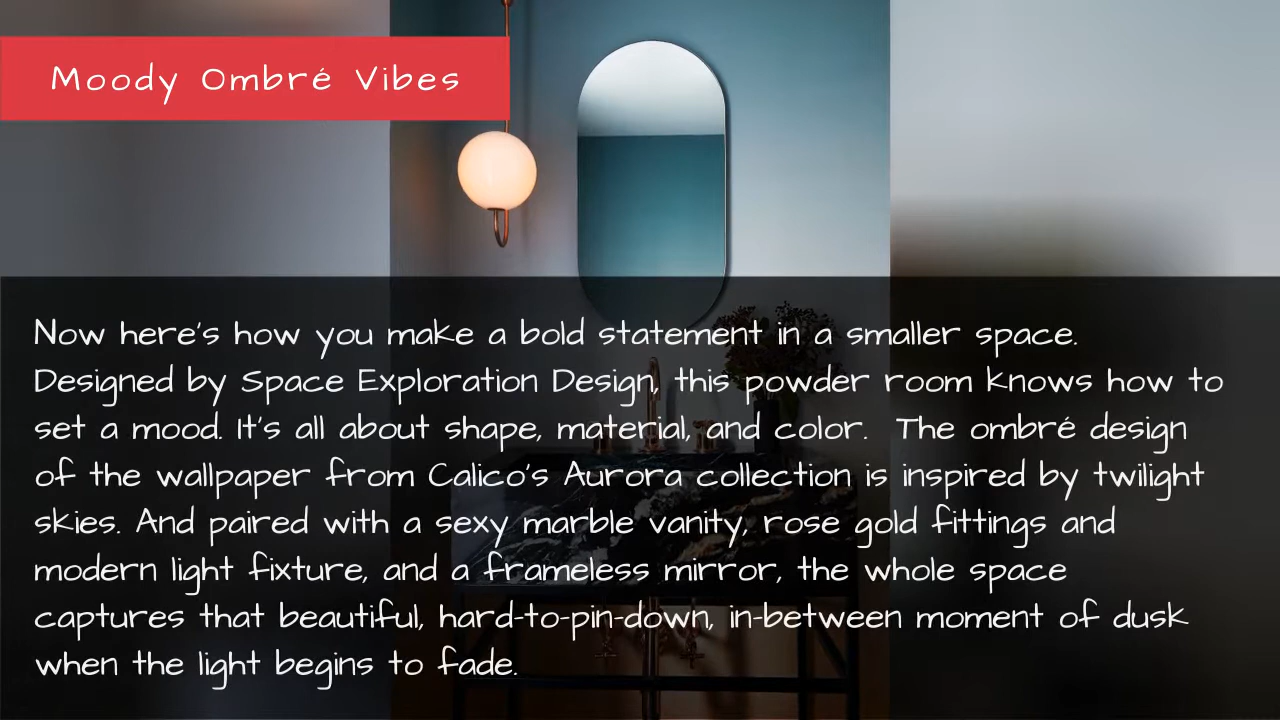 Moody Ombré Vibes
Now here's how you make a bold statement in a smaller space.
Designed by Space Exploration Design, this powder room knows how to
set a mood. It's all about shape, material, and color.  The ombré design
of the wallpaper from Calico's Aurora collection is inspired by twilight
skies. And paired with a sexy marble vanity, rose gold fittings and
modern light fixture, and a frameless mirror, the whole space
captures that beautiful, hard-to-pin-down, in-between moment of dusk
when the light begins to fade.